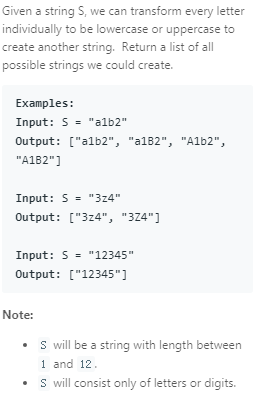 Given a string S, we can transform every letter
individually to be lowercase or uppercase to
create another string.  Return a list of all
possible strings we could create.
Examples:
Input: S = "a1b2"
Output: ["a1b2", "a1B2", "A1b2",
"A1B2"]
Input: S = "3z4"
Output: ["3z4", "3Z4"]
Input: S = "12345"
Output: ["12345"]
Note:
• S will be a string with length between
1 and 12.
• S will consist only of letters or digits.